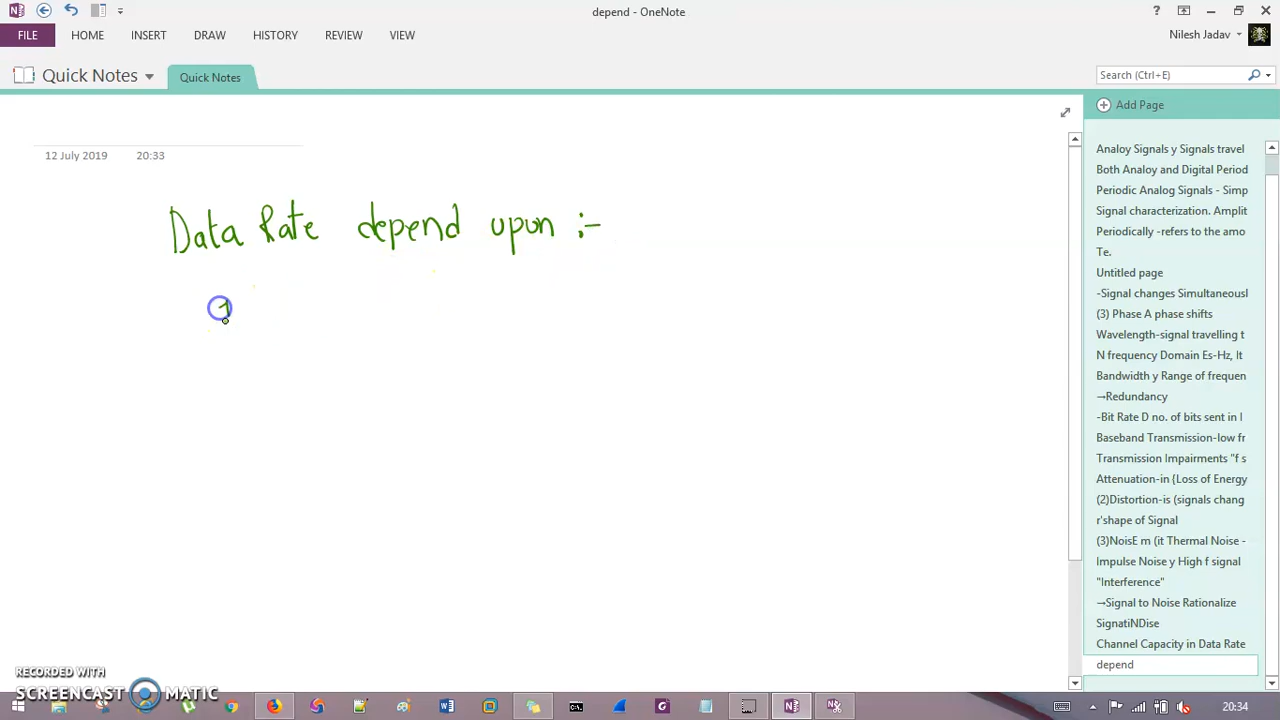 depend - OneNote
?
FILE HOME INSERT DRAW HISTORY REVIEW VIEW
Nilesh Jadav
Quick Notes
Quick Notes
Search (Ctrl+E)
Add Page
12 July 2019 20:33
Data Rate depend upon :-
1
Analoy Signals y Signals travel
Both Analoy and Digital Period
Periodic Analog Signals - Simp
Signal characterization. Amplit
Periodically -refers to the amo
Te.
Untitled page
-Signal changes Simultaneousl
(3) Phase A phase shifts
Wavelength-signal travelling t
N frequency Domain Es-Hz, It
Bandwidth y Range of frequen
→Redundancy
-Bit Rate D no. of bits sent in l
Baseband Transmission-low fr
Transmission Impairments "f s
Attenuation-in {Loss of Energy
(2)Distortion-is (signals chang
r'shape of Signal
(3)NoisE m (it Thermal Noise -
Impulse Noise y High f signal
"Interference"
→Signal to Noise Rationalize
SignatiNDise
Channel Capacity in Data Rate
depend
RECORDED WITH
SCREENCAST MATIC
20:34